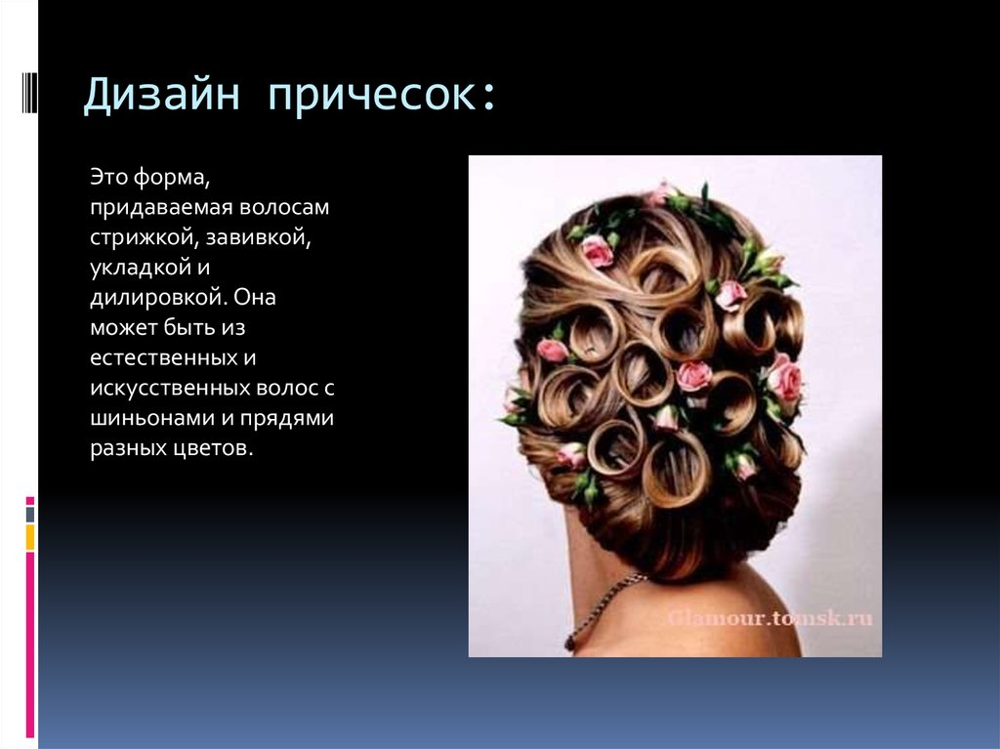 Дизайн причесок:
Это форма,
придаваемая волосам
стрижкой, завивкой,
укладкой и
дилировкой. Она
может быть из
естественных и
искусственных волос с
шиньонами и прядями
разных цветов.
Glamour.tomsk.ru